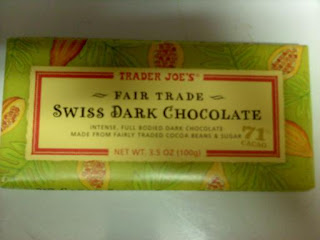 TRADER JOE'S®
FAIR TRADE
SWISS DARK CHOCOLATE
INTENSE, FULL BODIED DARK CHOCOLATE
MADE FROM FAIRLY TRADED COCOA BEANS & SUGAR
71%
CACAO
NET WT. 3.5 OZ (100g)